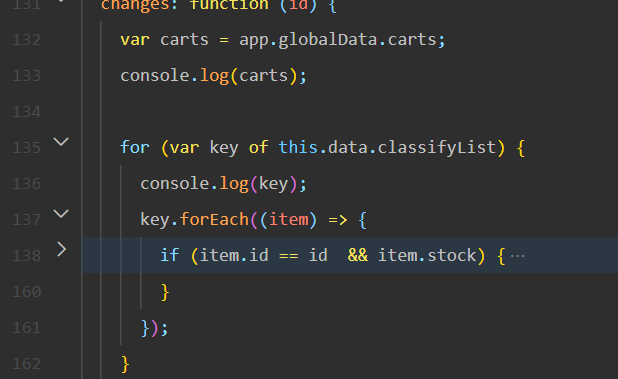 131 changes: function (id) {
132 var carts = app.globalData.carts;
133 console.log(carts);
134
135 for (var key of this.data.classifyList) {
136 console.log(key);
137 key.forEach((item) => {
138 if (item.id == id  && item.stock) {···
160 }
161 });
162 }